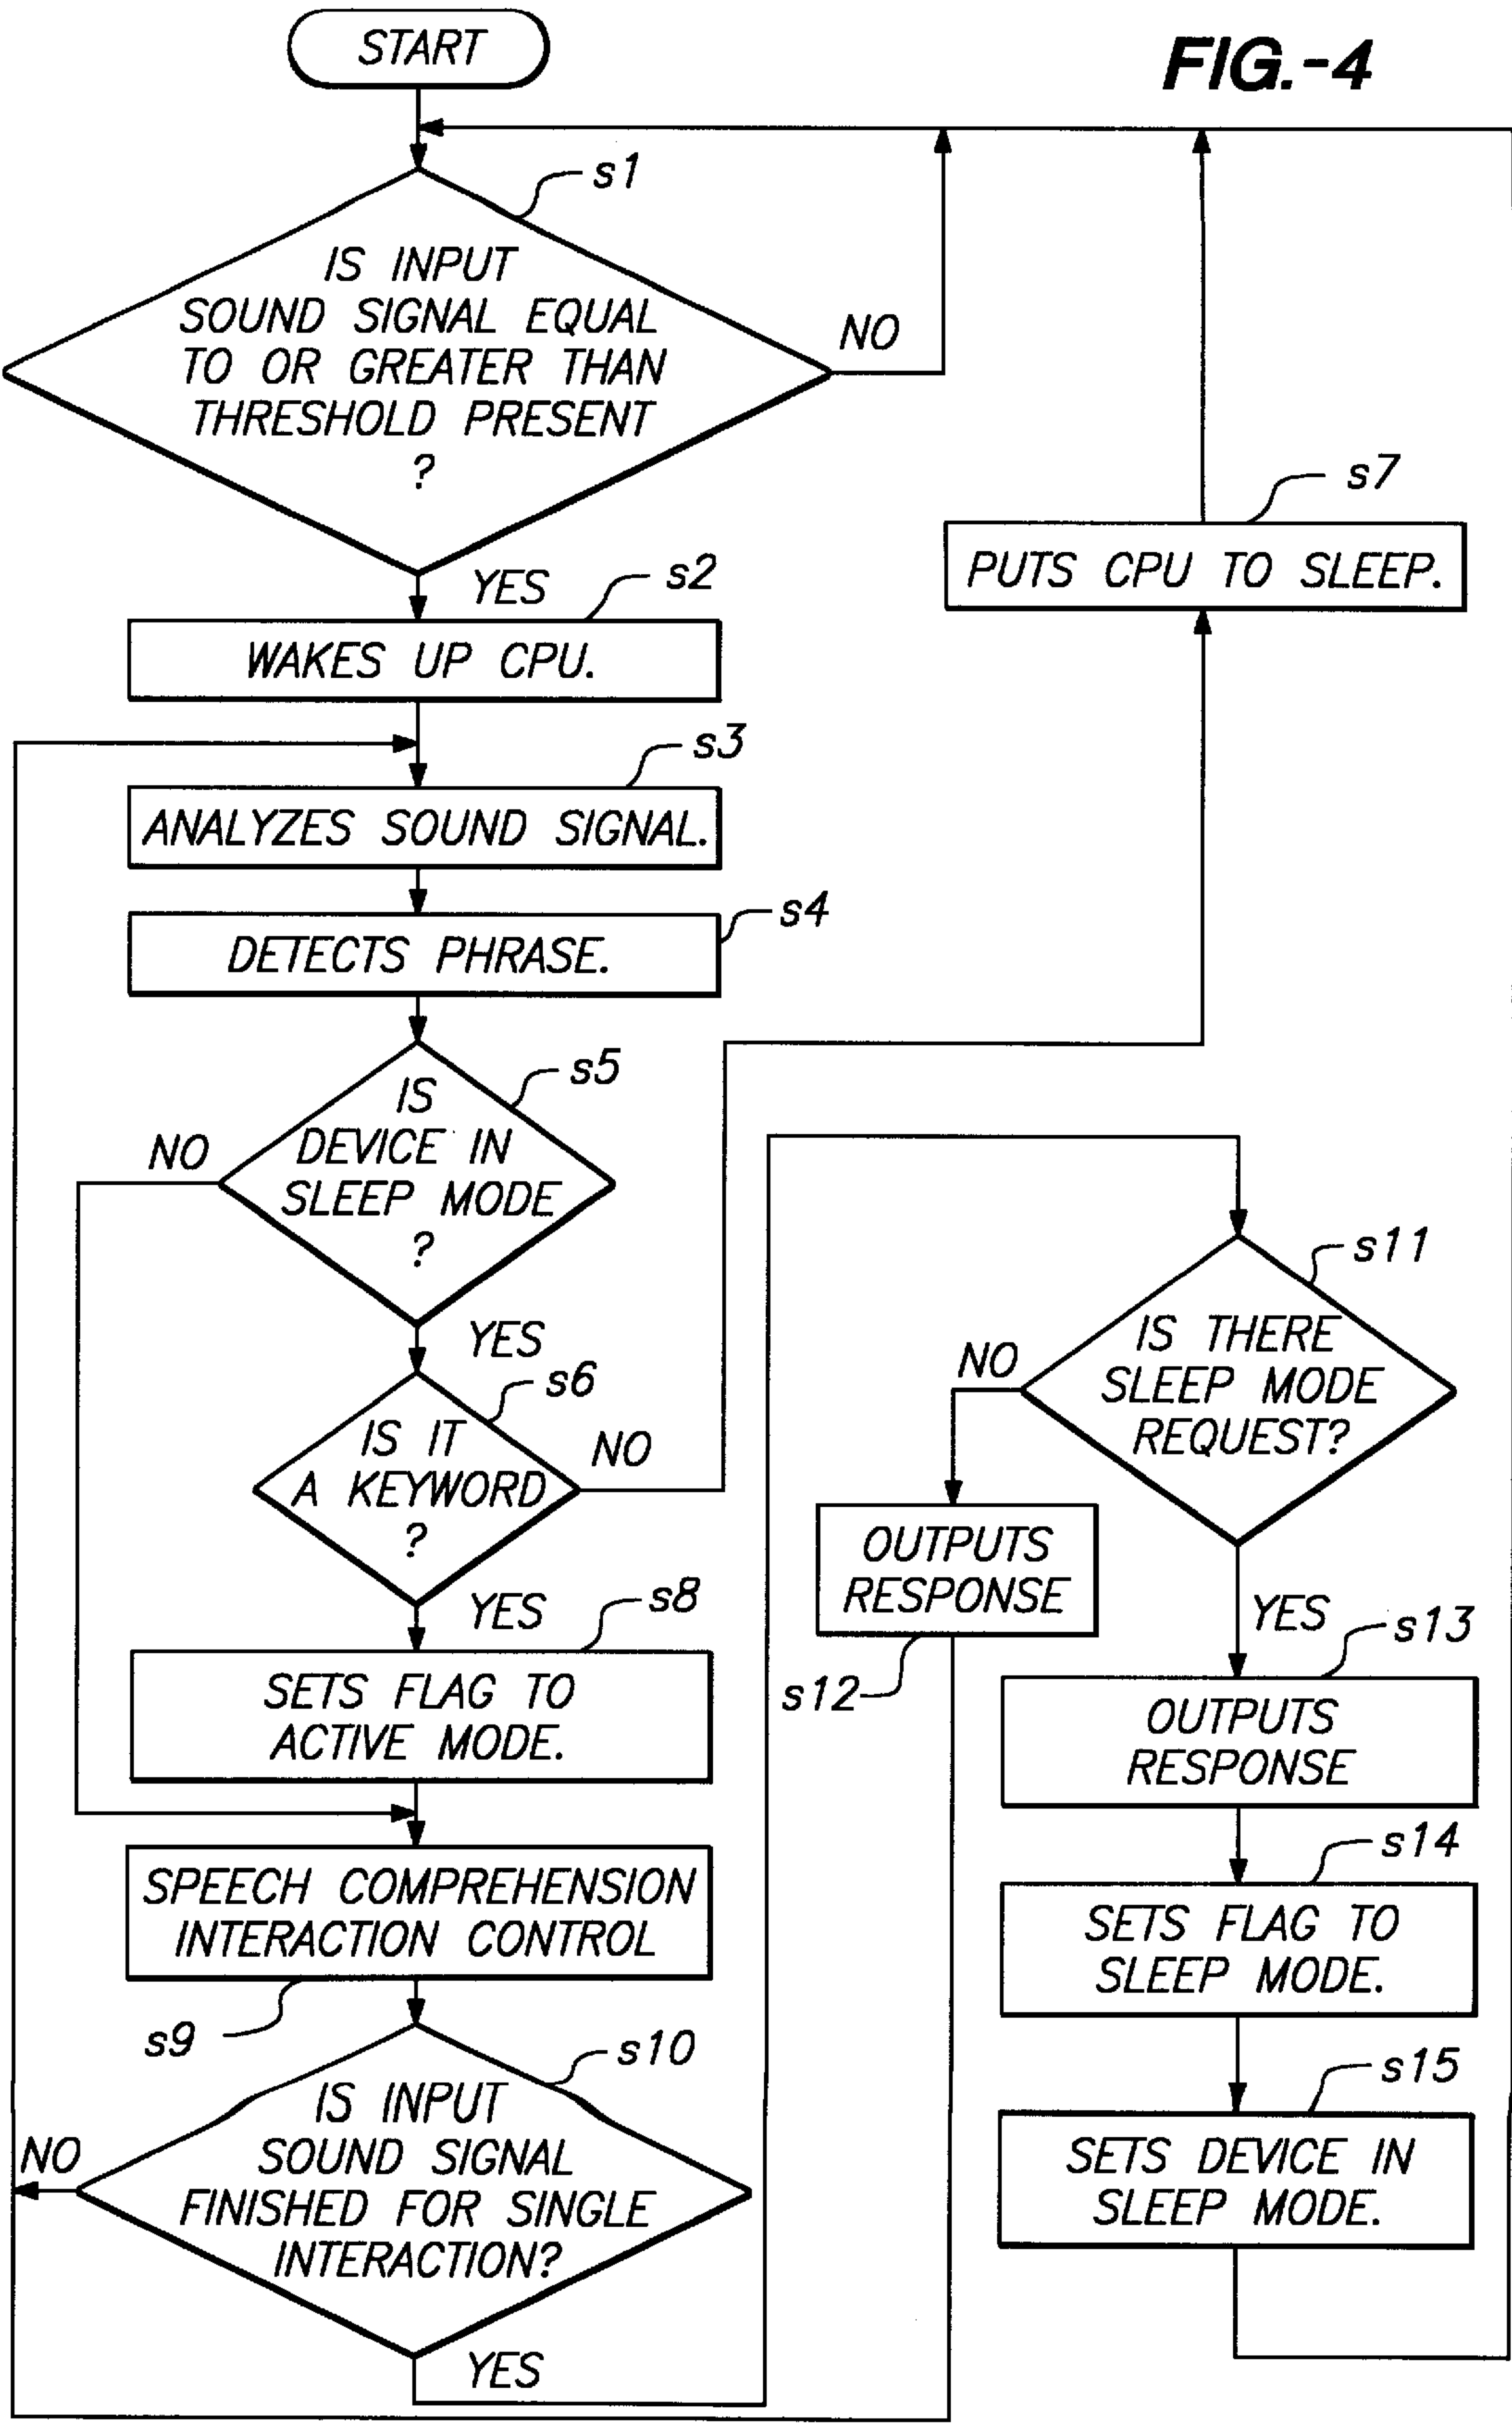 START
FIG.-4
s1
IS INPUT
SOUND SIGNAL EQUAL
TO OR GREATER THAN
THRESHOLD PRESENT
?
NO
YES
s2
WAKES UP CPU.
s7
PUTS CPU TO SLEEP.
s3
ANALYZES SOUND SIGNAL.
s4
DETECTS PHRASE.
s5
IS
DEVICE IN
SLEEP MODE
?
NO
YES
s6
IS IT
A KEYWORD
?
NO
YES
s8
SETS FLAG TO
ACTIVE MODE.
SPEECH COMPREHENSION
INTERACTION CONTROL
s9
s10
IS INPUT
SOUND SIGNAL
FINISHED FOR SINGLE
INTERACTION?
NO
YES
s11
IS THERE
SLEEP MODE
REQUEST?
NO
OUTPUTS
RESPONSE
s12
YES
s13
OUTPUTS
RESPONSE
s14
SETS FLAG TO
SLEEP MODE.
s15
SETS DEVICE IN
SLEEP MODE.